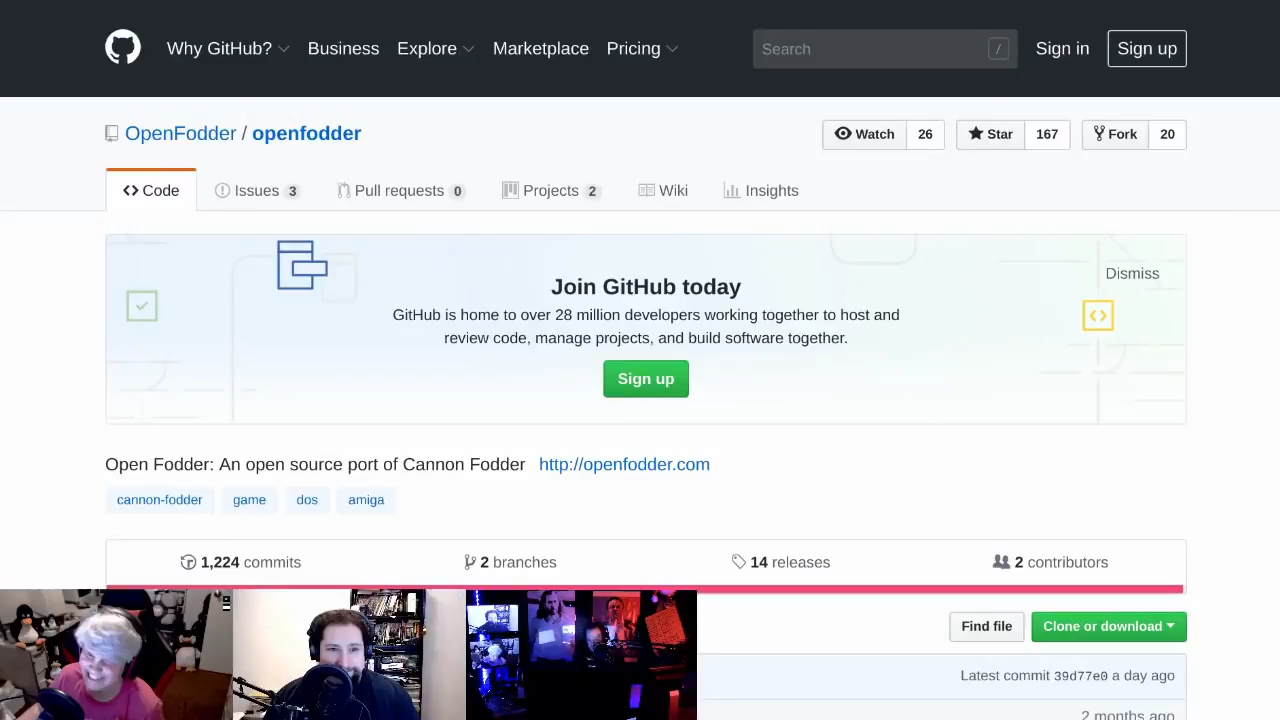 Why GitHub? Business Explore Marketplace Pricing Search / Sign in Sign up
OpenFodder / openfodder Watch 26 Star 167 Fork 20
Code Issues 3 Pull requests 0 Projects 2 Wiki Insights
Dismiss
Join GitHub today
GitHub is home to over 28 million developers working together to host and
review code, manage projects, and build software together.
Sign up
Open Fodder: An open source port of Cannon Fodder http://openfodder.com
cannon-fodder game dos amiga
1,224 commits 2 branches 14 releases 2 contributors
Find file Clone or download
Latest commit 39d77e0 a day ago
2 months ago